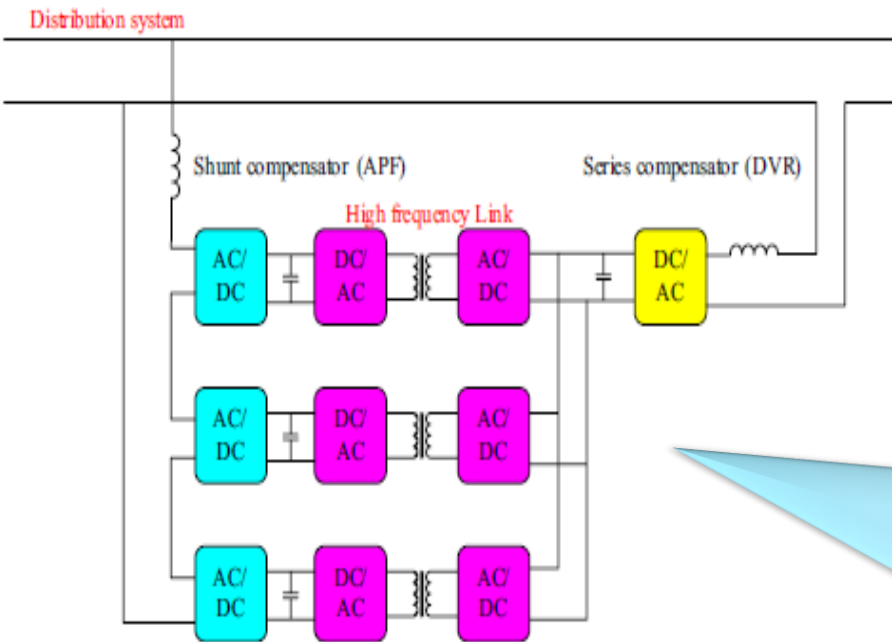 Distribution system
Shunt compensator (APF)
Series compensator (DVR)
High frequency Link
AC/
DC
DC/
AC
AC/
DC
DC/
AC
AC/
DC
DC/
AC
AC/
DC
AC/
DC
DC/
AC
AC/
DC